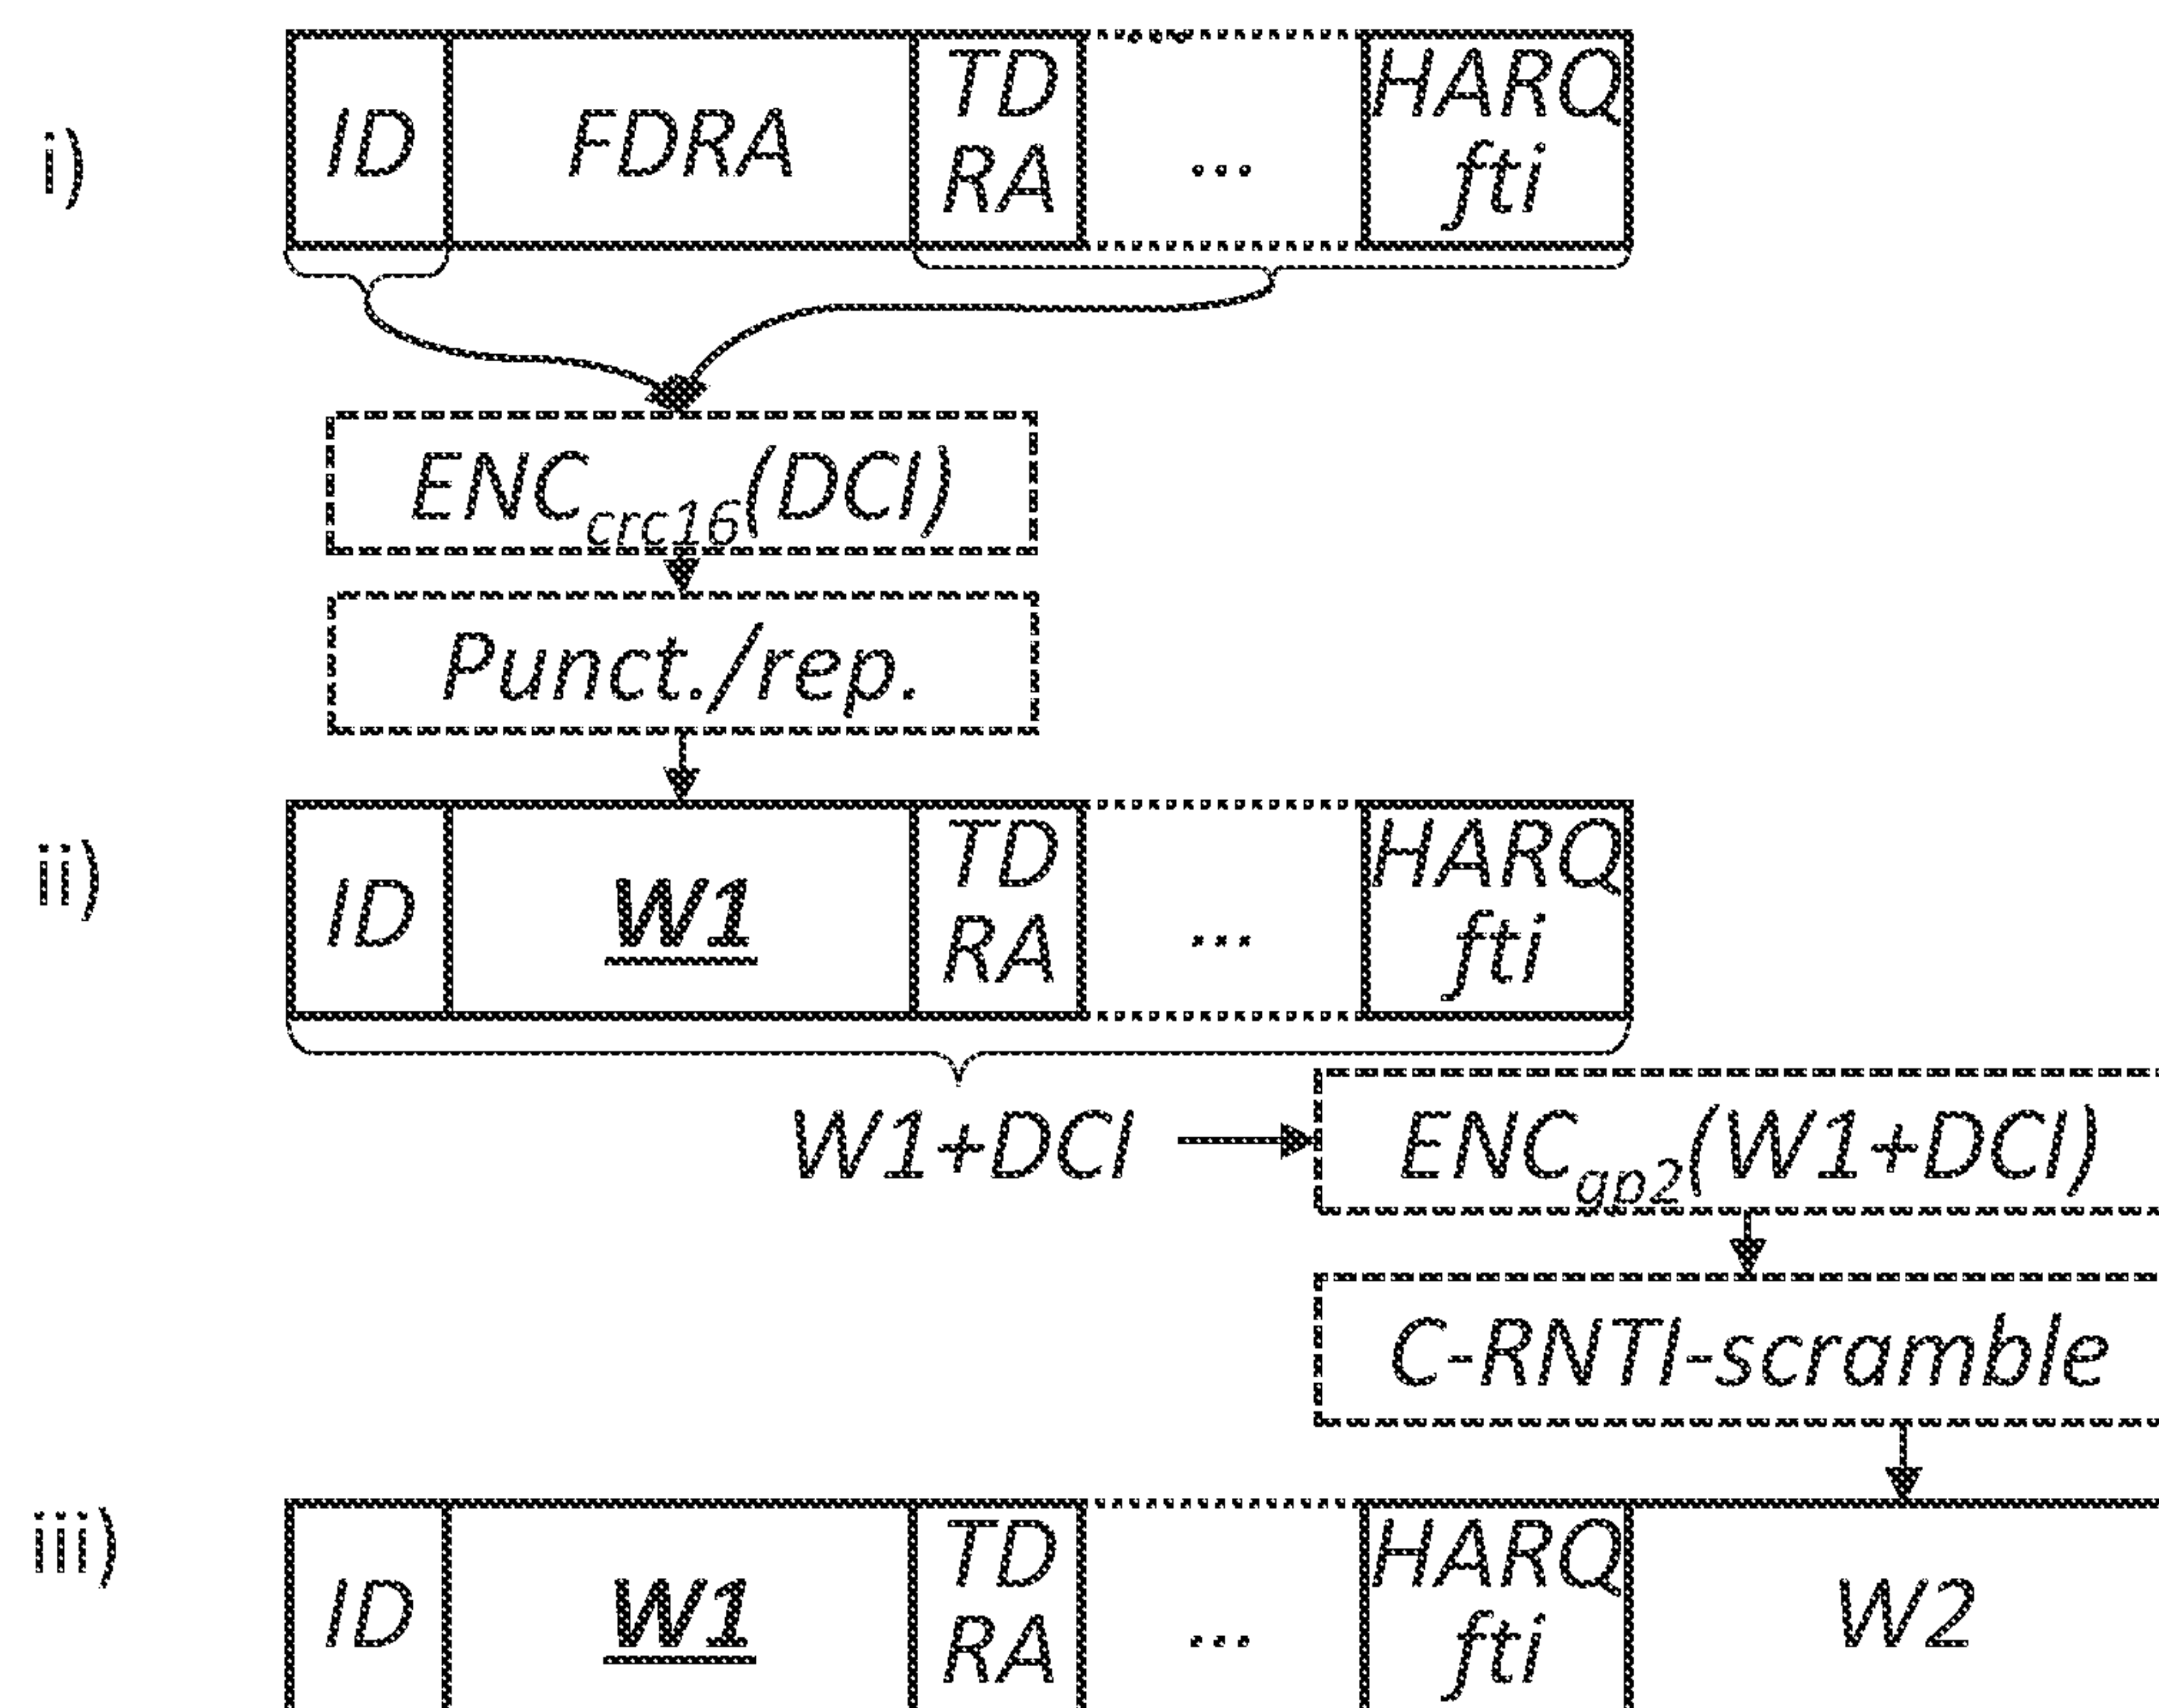 i)
ID FDRA TD RA ... HARQ fti
ENCcrc16(DCI)
Punct./rep.
ii)
ID W1 TD RA ... HARQ fti
W1+DCI
ENCgp2(W1+DCI)
C-RNTI-scramble
iii)
ID W1 TD RA ... HARQ fti W2